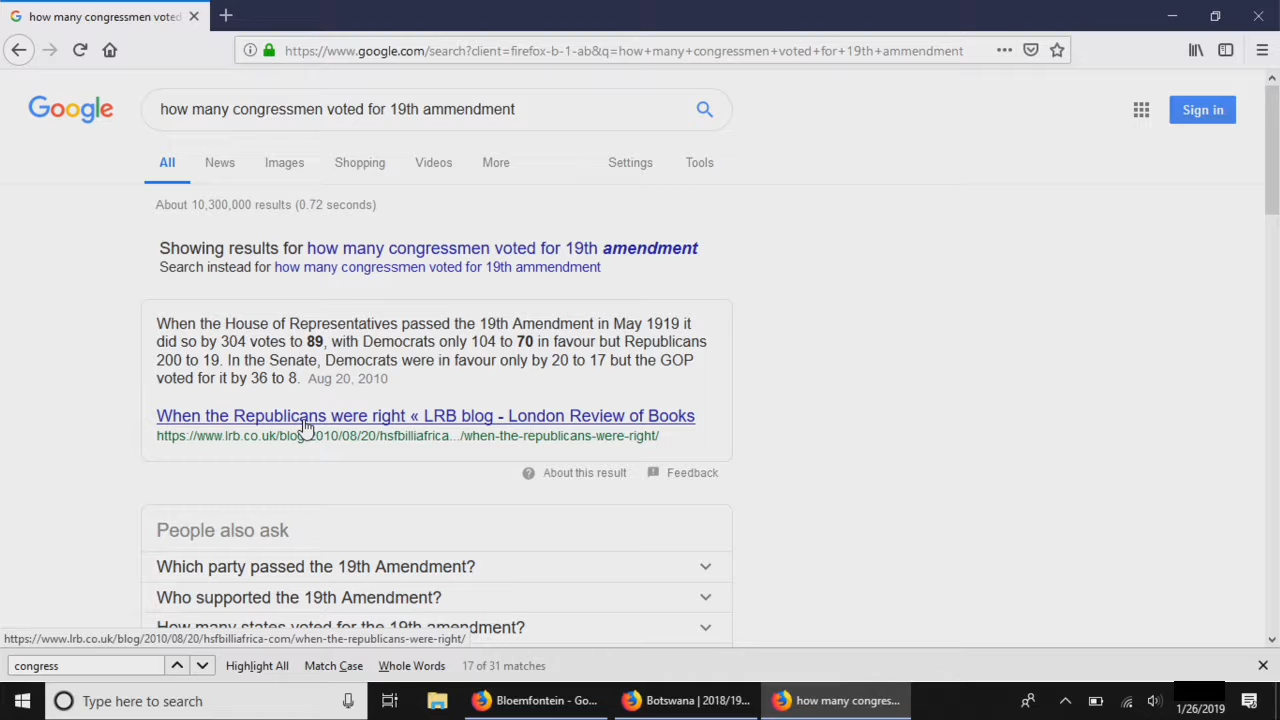 how many congressmen voted
https://www.google.com/search?client=firefox-b-1-ab&q=how+many+congressmen+voted+for+19th+ammendment
Google
how many congressmen voted for 19th ammendment
Sign in
All News Images Shopping Videos More Settings Tools
About 10,300,000 results (0.72 seconds)
Showing results for how many congressmen voted for 19th amendment
Search instead for how many congressmen voted for 19th ammendment
When the House of Representatives passed the 19th Amendment in May 1919 it
did so by 304 votes to 89, with Democrats only 104 to 70 in favour but Republicans
200 to 19. In the Senate, Democrats were in favour only by 20 to 17 but the GOP
voted for it by 36 to 8. Aug 20, 2010
When the Republicans were right « LRB blog - London Review of Books
https://www.lrb.co.uk/blog/2010/08/20/hsfbilliafrica.../when-the-republicans-were-right/
About this result Feedback
People also ask
Which party passed the 19th Amendment?
Who supported the 19th Amendment?
How many states voted for the 19th amendment?
https://www.lrb.co.uk/blog/2010/08/20/hsfbilliafrica-com/when-the-republicans-were-right/
congress Highlight All Match Case Whole Words 17 of 31 matches
Type here to search Bloemfontein - Go... Botswana | 2018/19... how many congres...
1/26/2019